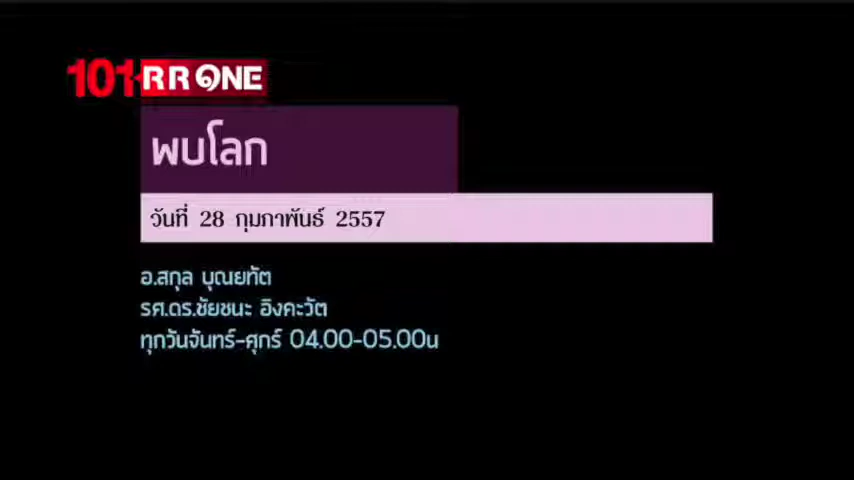 101 RR ONE
พบโลก
วันที่ 28 กุมภาพันธ์ 2557
อ.สกุล บุณยทัต
รศ.ดร.ชัยชนะ อิงคะวัต
ทุกวันจันทร์-ศุกร์ 04.00-05.00น